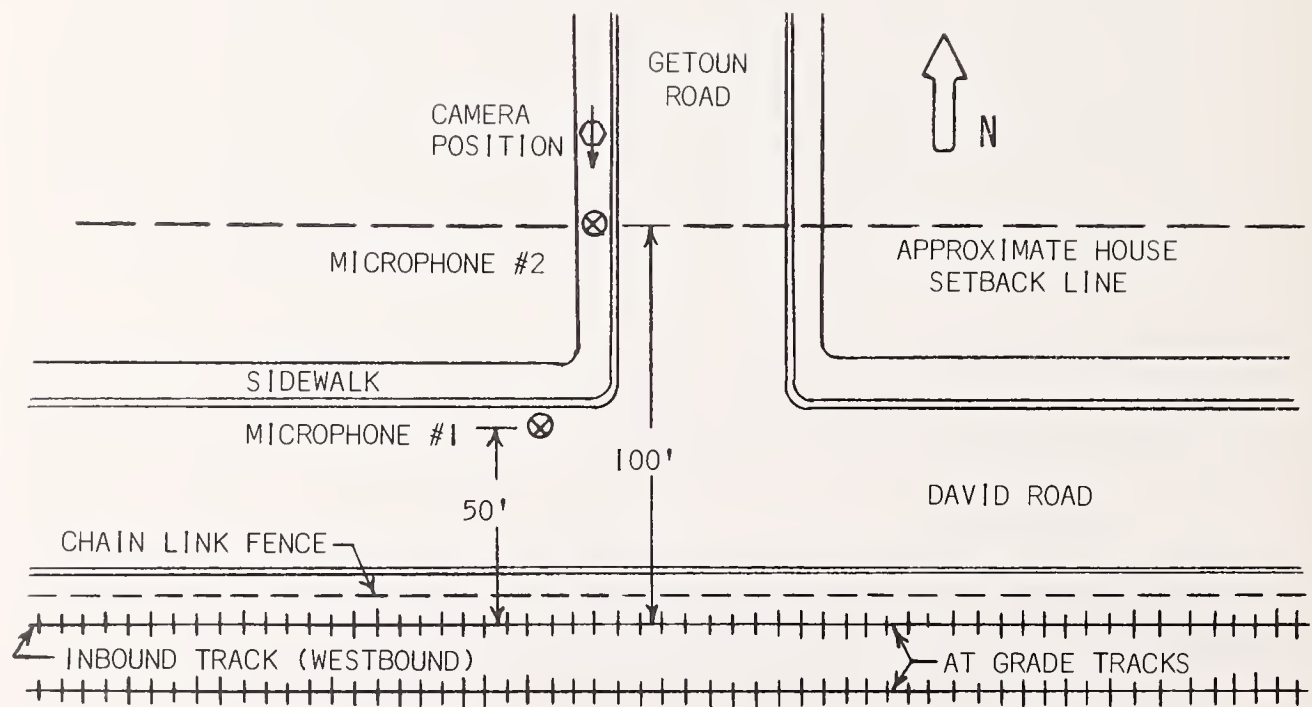 GETOUN
ROAD
CAMERA
POSITION
N
MICROPHONE #2
APPROXIMATE HOUSE
SETBACK LINE
SIDEWALK
MICROPHONE #1
100'
50'
DAVID ROAD
CHAIN LINK FENCE
INBOUND TRACK (WESTBOUND)
AT GRADE TRACKS